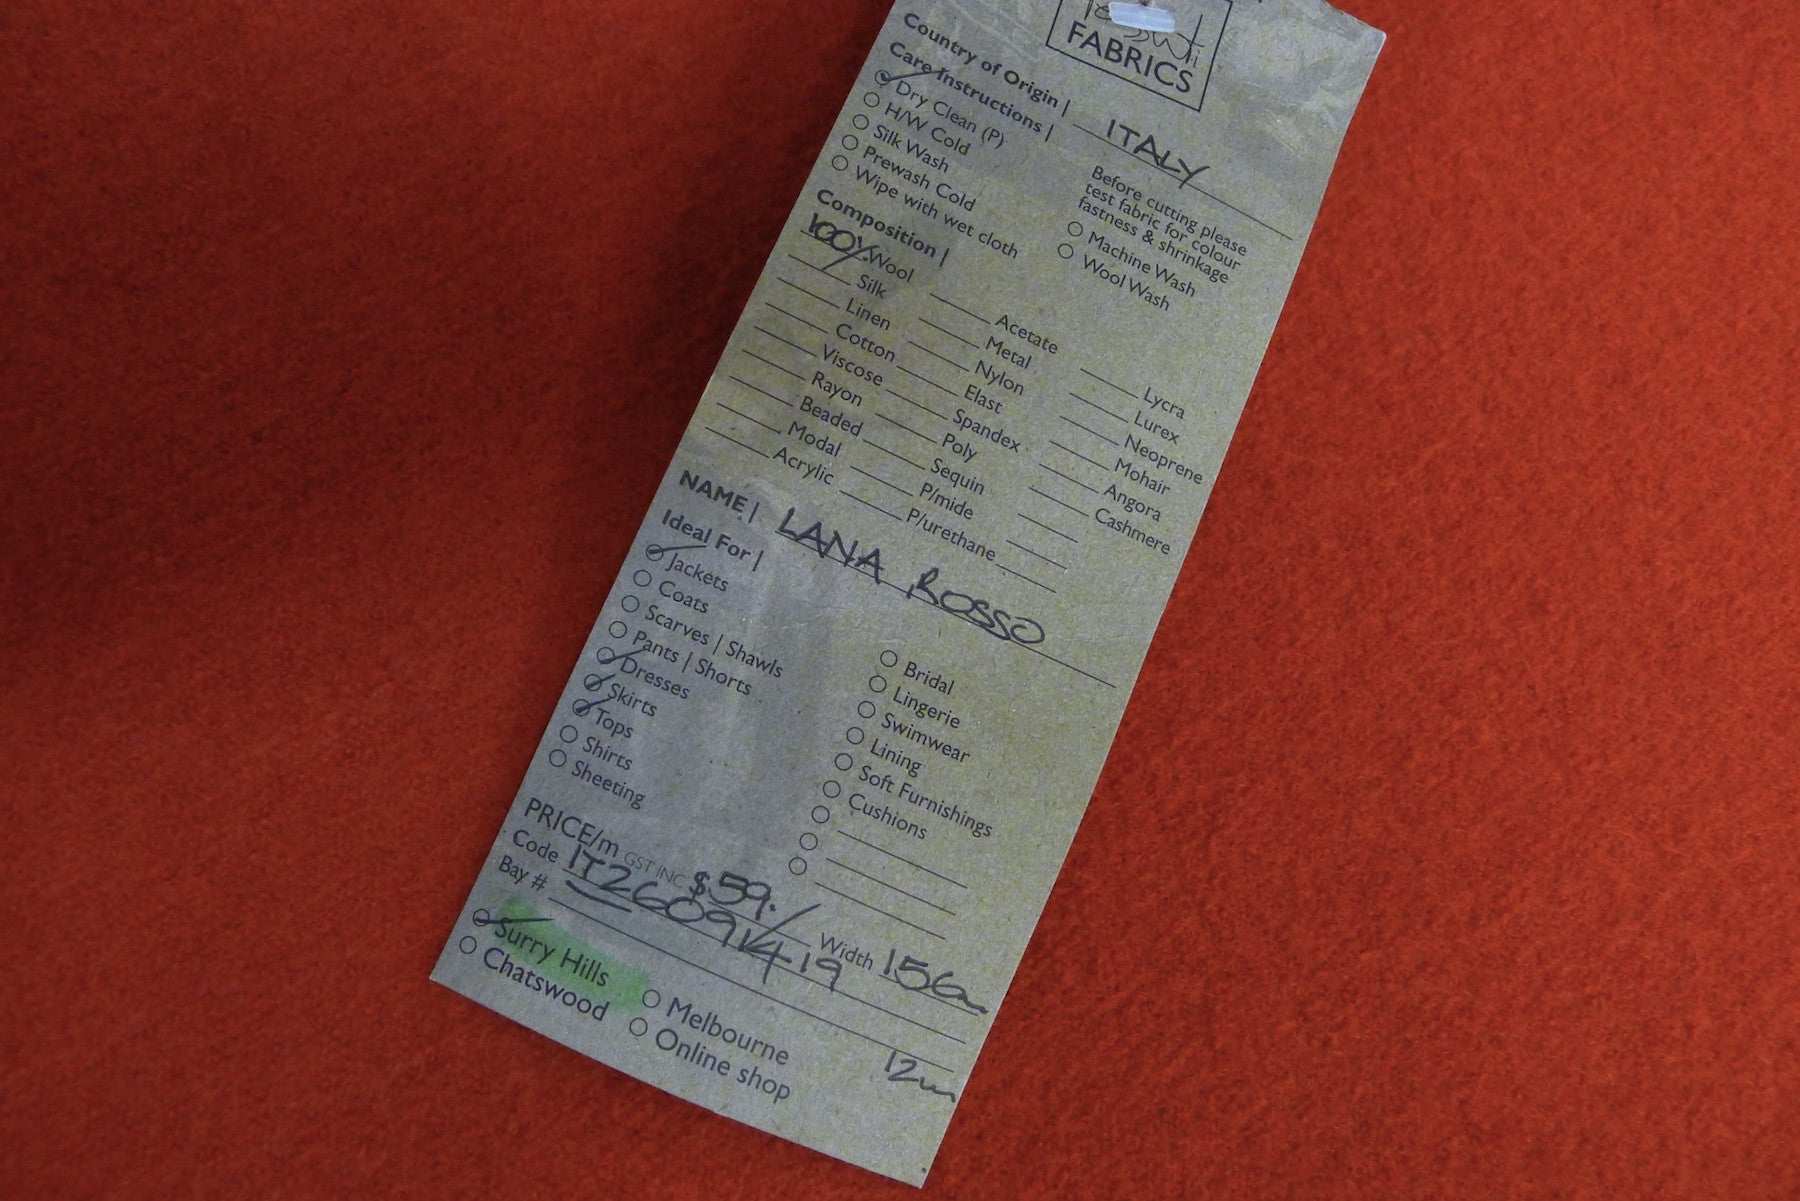 FABRICS
Country of Origin | ITALY
Care Instructions |
Dry Clean (P)
H/W Cold
Silk Wash
Prewash Cold
Wipe with wet cloth
Before cutting please
test fabric for colour
fastness & shrinkage
Machine Wash
Wool Wash
Composition |
100% Wool
Silk
Linen
Cotton
Viscose
Rayon
Beaded
Modal
Acrylic
Acetate
Metal
Nylon
Elast
Spandex
Poly
Sequin
P/mide
P/urethane
Lycra
Lurex
Neoprene
Mohair
Angora
Cashmere
NAME | LANA ROSSO
Ideal For |
Jackets
Coats
Scarves | Shawls
Pants | Shorts
Dresses
Skirts
Tops
Shirts
Sheeting
Bridal
Lingerie
Swimwear
Lining
Soft Furnishings
Cushions
PRICE/m GST INC $59./ Width 156m
Code IT26091419
Bay #
12m
Surry Hills
Chatswood
Melbourne
Online shop